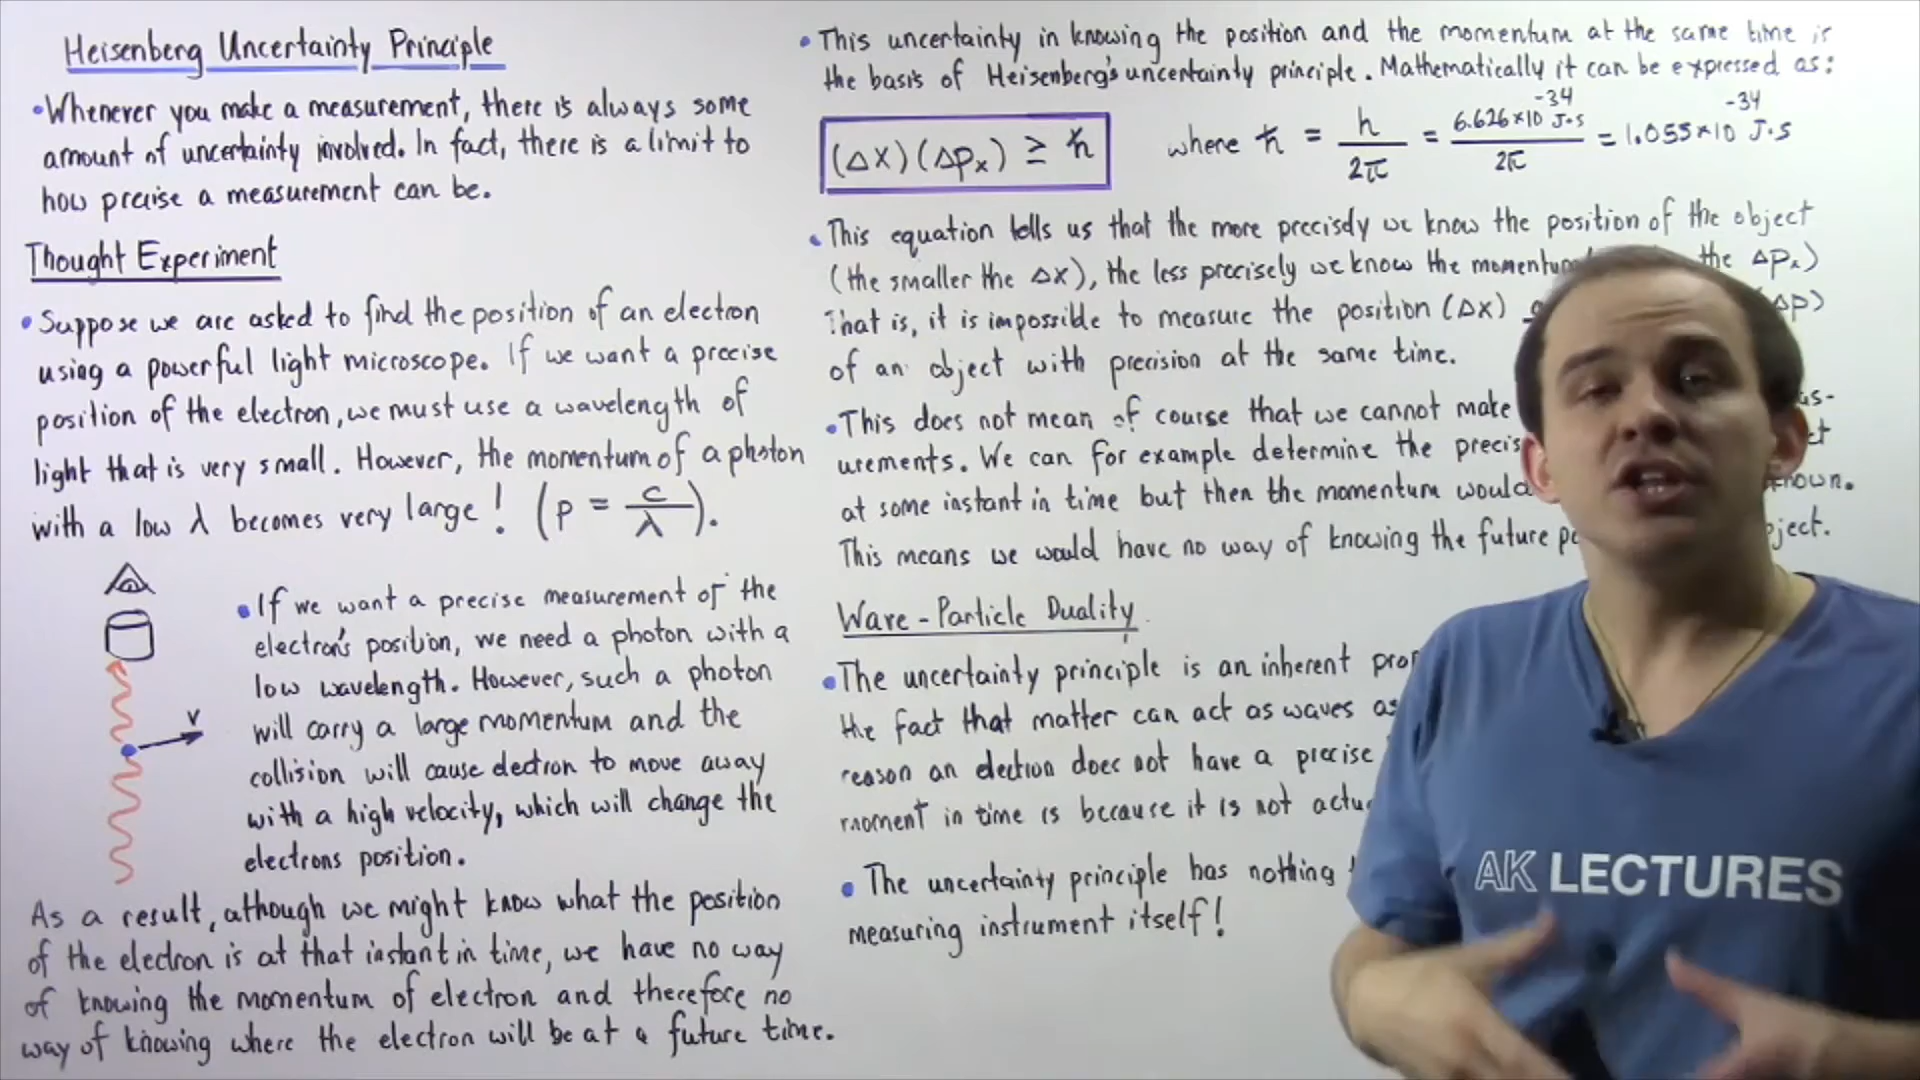 Heisenberg Uncertainty Principle
•Whenever you make a measurement, there is always some
amount of uncertainty involved. In fact, there is a limit to
how precise a measurement can be.
Thought Experiment
•Suppose we are asked to find the position of an electron
using a powerful light microscope. If we want a precise
position of the electron, we must use a wavelength of
light that is very small. However, the momentum of a photon
with a low λ becomes very large! (p = c/λ).
v
•If we want a precise measurement of the
electron's position, we need a photon with a
low wavelength. However, such a photon
will carry a large momentum and the
collision will cause electron to move away
with a high velocity, which will change the
electrons position.
As a result, athough we might know what the position
of the electron is at that instant in time, we have no way
of knowing the momentum of electron and therefore no
way of knowing where the electron will be at a future time.
•This uncertainty in knowing the position and the momentum at the same time is
the basis of Heisenberg's uncertainty principle. Mathematically it can be expressed as:
(Δx)(Δpₓ) ≥ ℏ where ℏ = h/2π = 6.626×10⁻³⁴ J·s/2π = 1.055×10⁻³⁴ J·s
•This equation tells us that the more precisely we know the position of the object
(the smaller the Δx), the less precisely we know the momentum the Δpₓ)
That is, it is impossible to measure the position (Δx) Δp)
of an object with precision at the same time.
•This does not mean of course that we cannot make as-
urements. We can for example determine the
at some instant in time but then the momentum would
This means we would have no way of knowing the future
Wave-Particle Duality
•The uncertainty principle is an inherent
the fact that matter can act as waves as
reason an electron does not have a precise
moment in time is because it is not
•The uncertainty principle has nothing
measuring instrument itself!
AK LECTURES